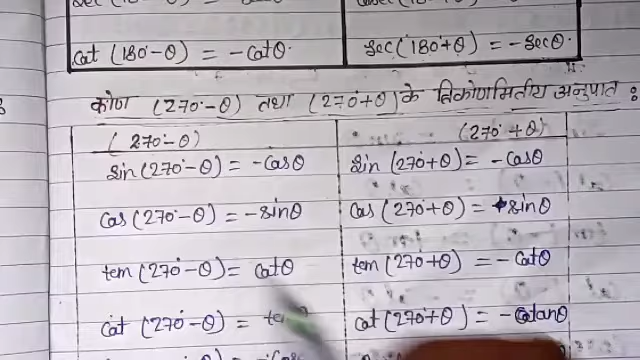 cot (180°-θ) = -cotθ. sec(180°+θ) = -secθ.
कोण (270°-θ) तथा (270°+θ) के त्रिकोणमितीय अनुपात :
(270°-θ) (270°+θ)
sin(270°-θ) = -cosθ sin(270°+θ) = -cosθ
cos(270°-θ) = -sinθ cos(270°+θ) = +sinθ
tan(270°-θ) = cotθ tan(270°+θ) = -cotθ
cot (270°-θ) = cot(270°+θ) = -tanθ